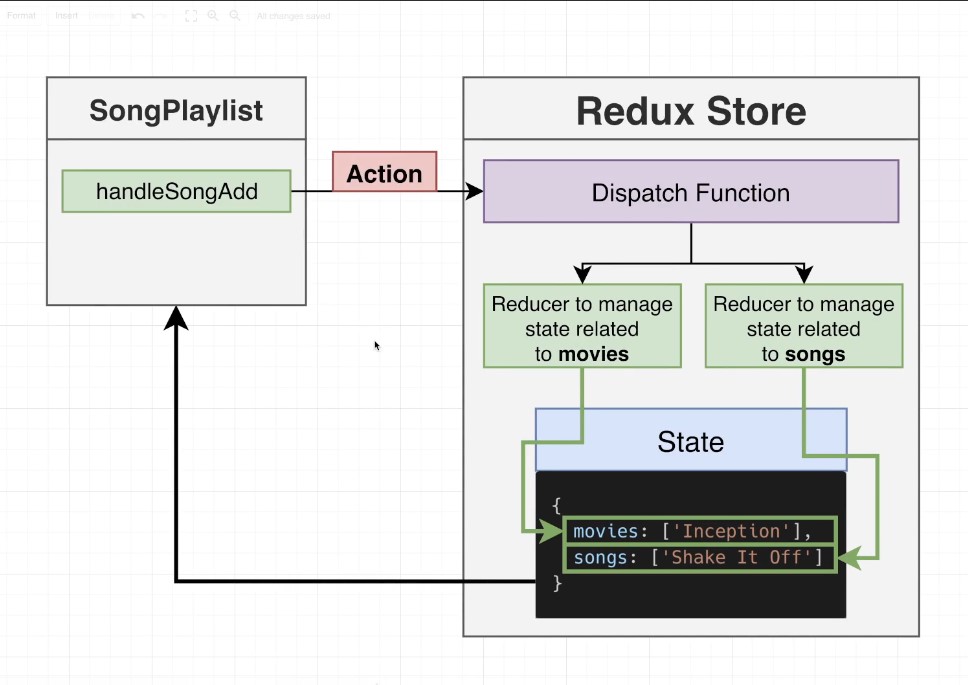 Format Insert
All changes saved
SongPlaylist
handleSongAdd
Action
Redux Store
Dispatch Function
Reducer to manage
state related
to movies
Reducer to manage
state related
to songs
State
{
movies: ['Inception'],
songs: ['Shake It Off']
}